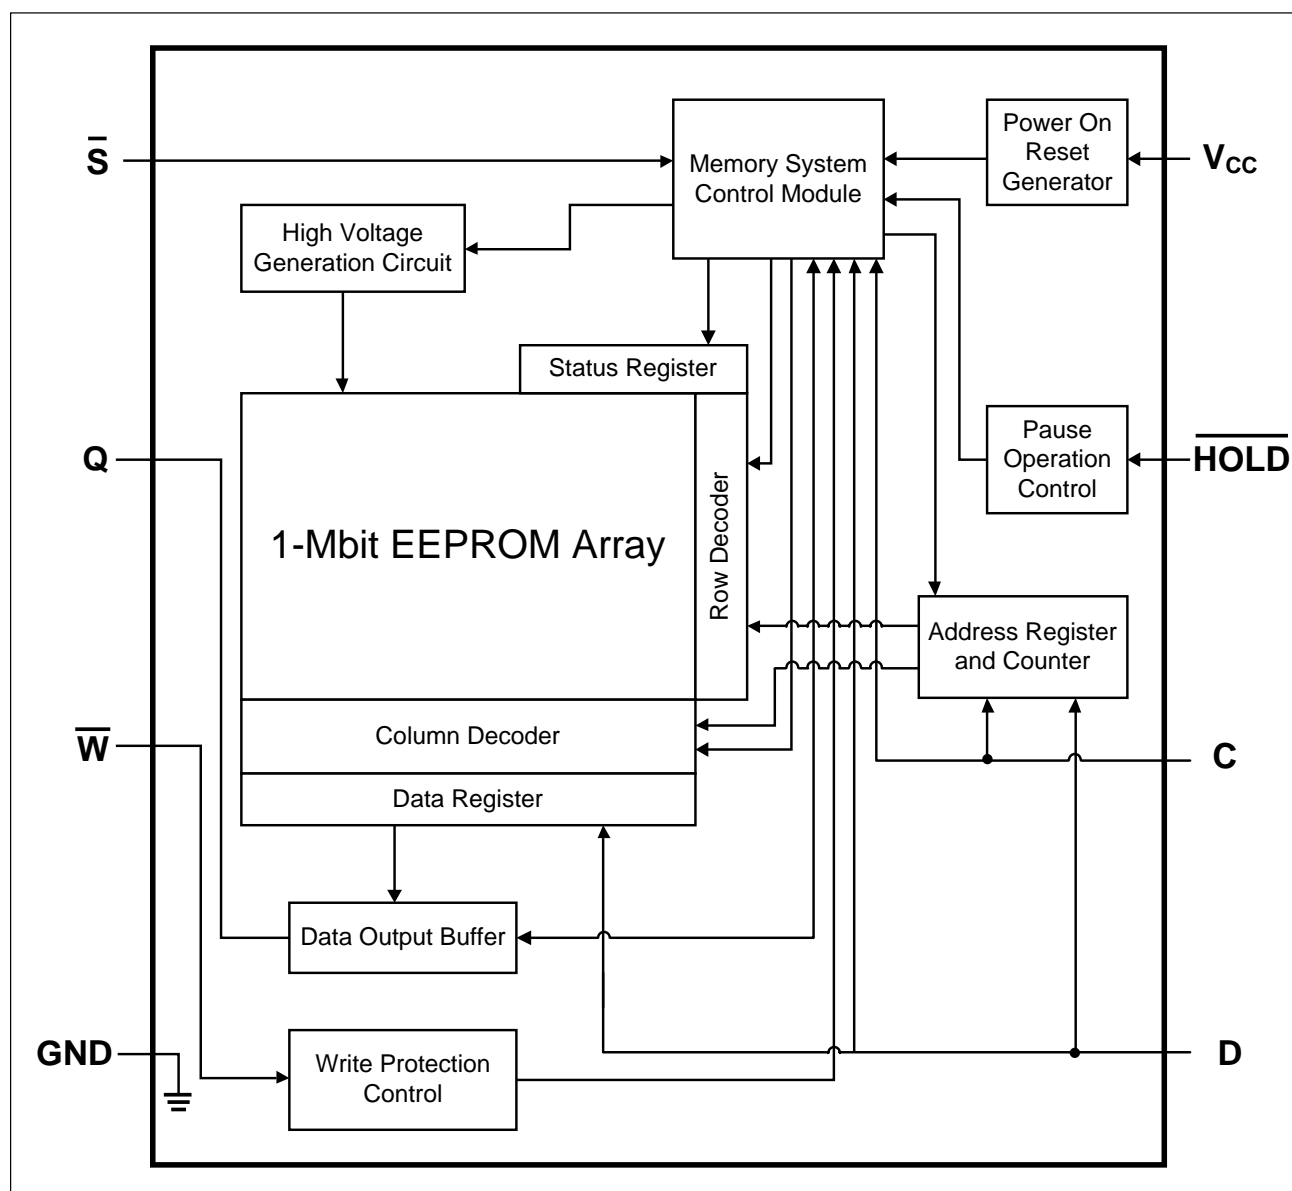 S̅
Memory System
Control Module
Power On
Reset
Generator
VCC
High Voltage
Generation Circuit
Status Register
Q
1-Mbit EEPROM Array
Row Decoder
Pause
Operation
Control
H̅O̅L̅D̅
Address Register
and Counter
W̅
Column Decoder
C
Data Register
Data Output Buffer
GND
Write Protection
Control
D